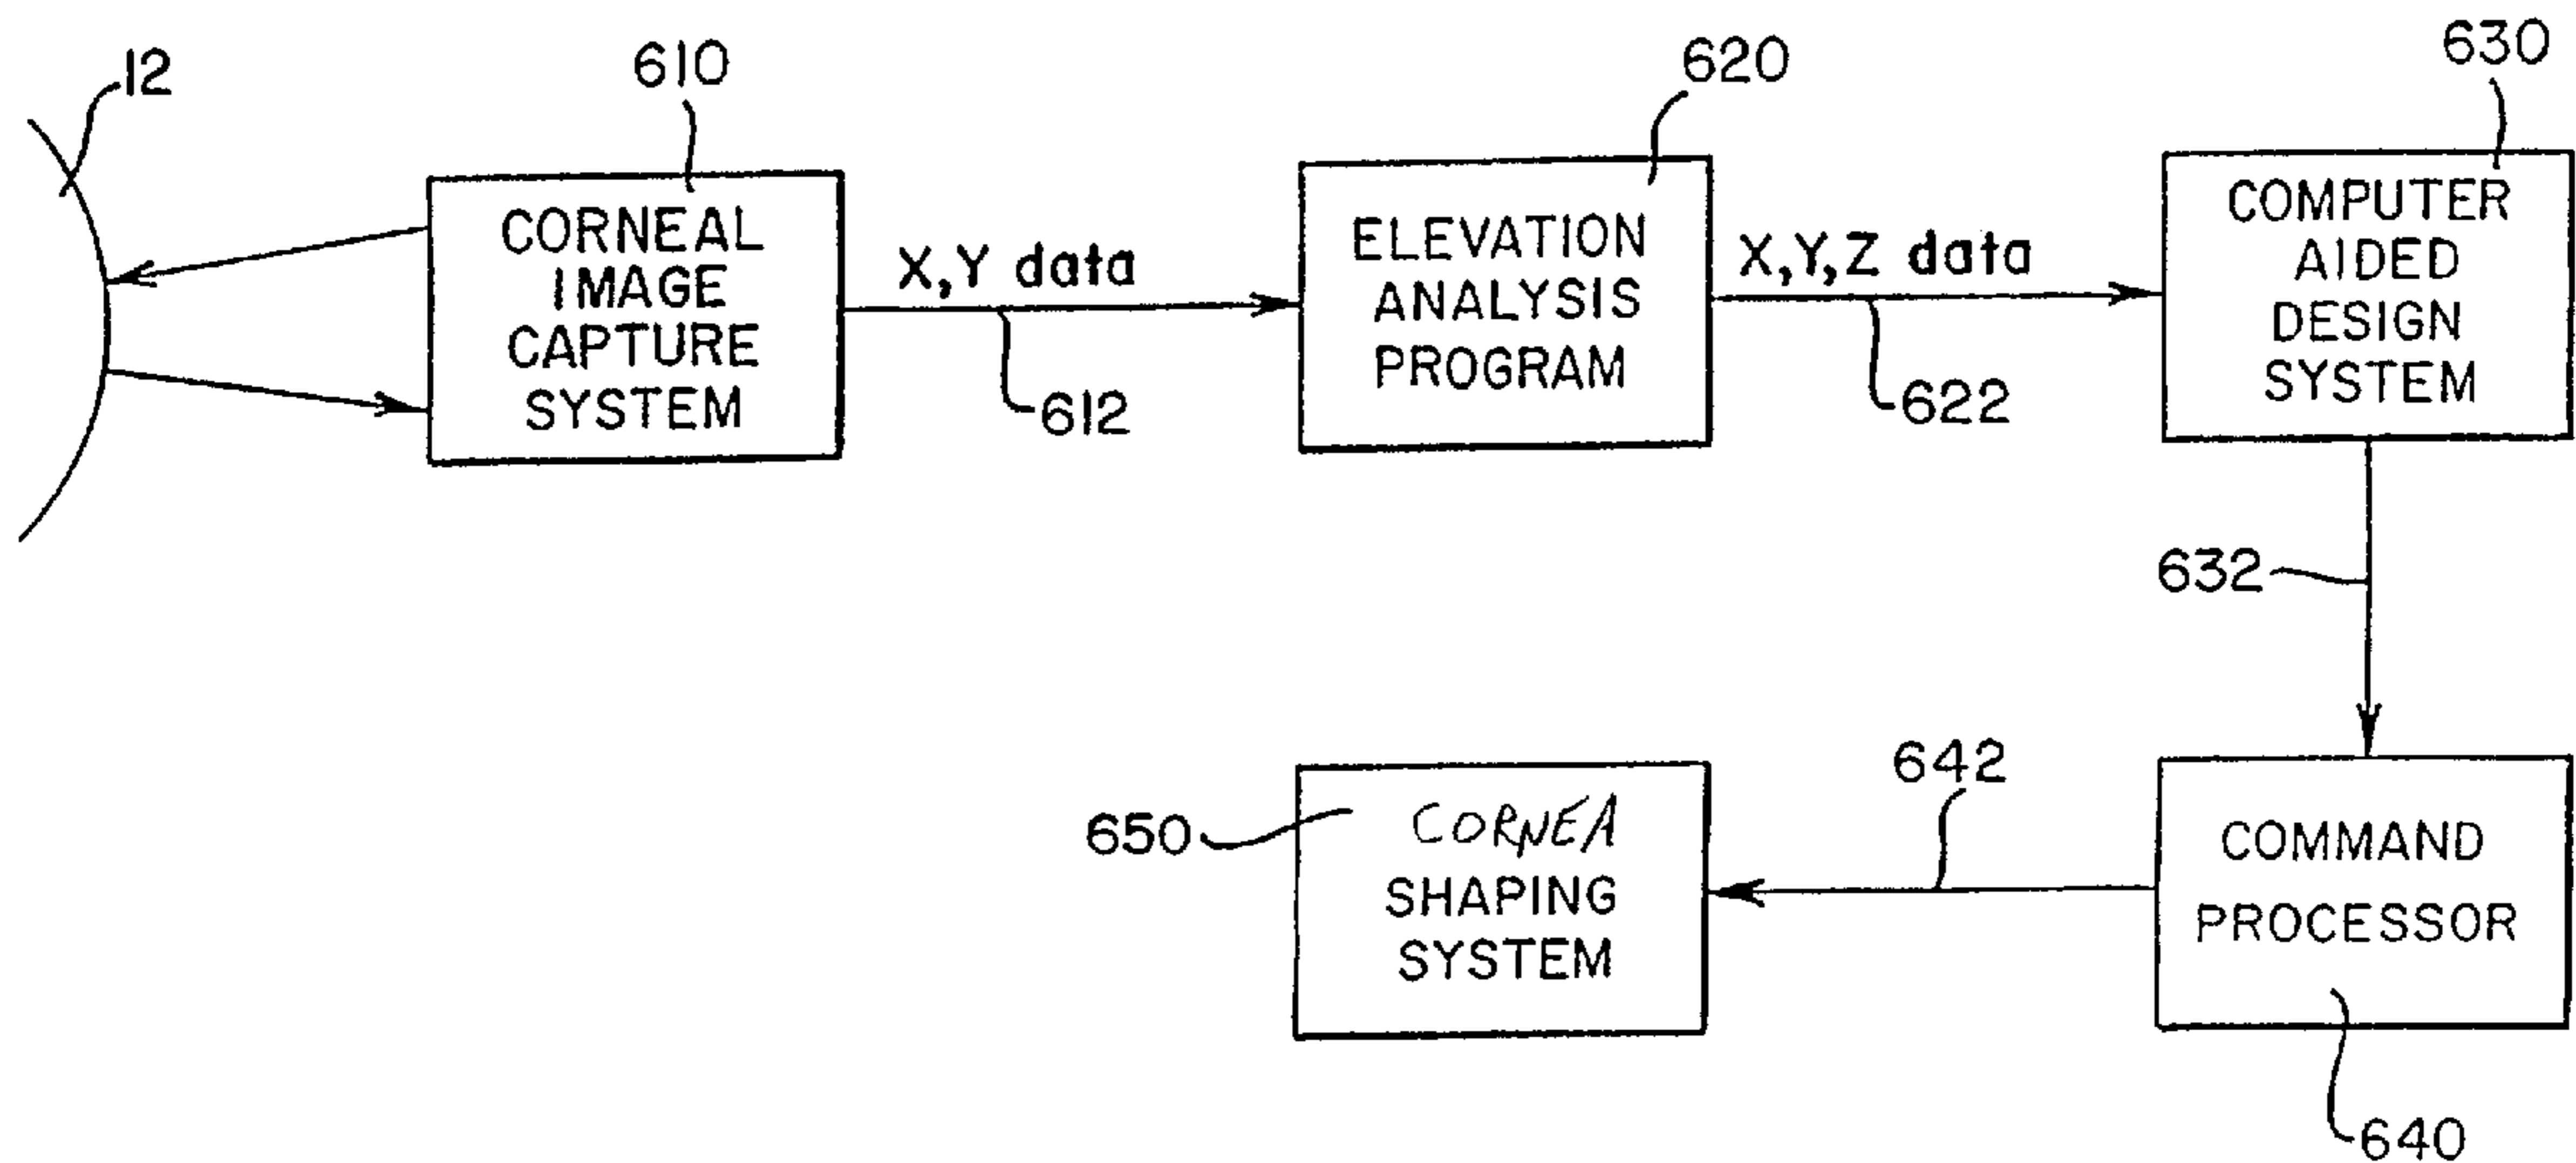 12
610
CORNEAL
IMAGE
CAPTURE
SYSTEM
X,Y data
612
620
ELEVATION
ANALYSIS
PROGRAM
X,Y,Z data
622
630
COMPUTER
AIDED
DESIGN
SYSTEM
632
COMMAND
PROCESSOR
640
642
650
CORNEA
SHAPING
SYSTEM